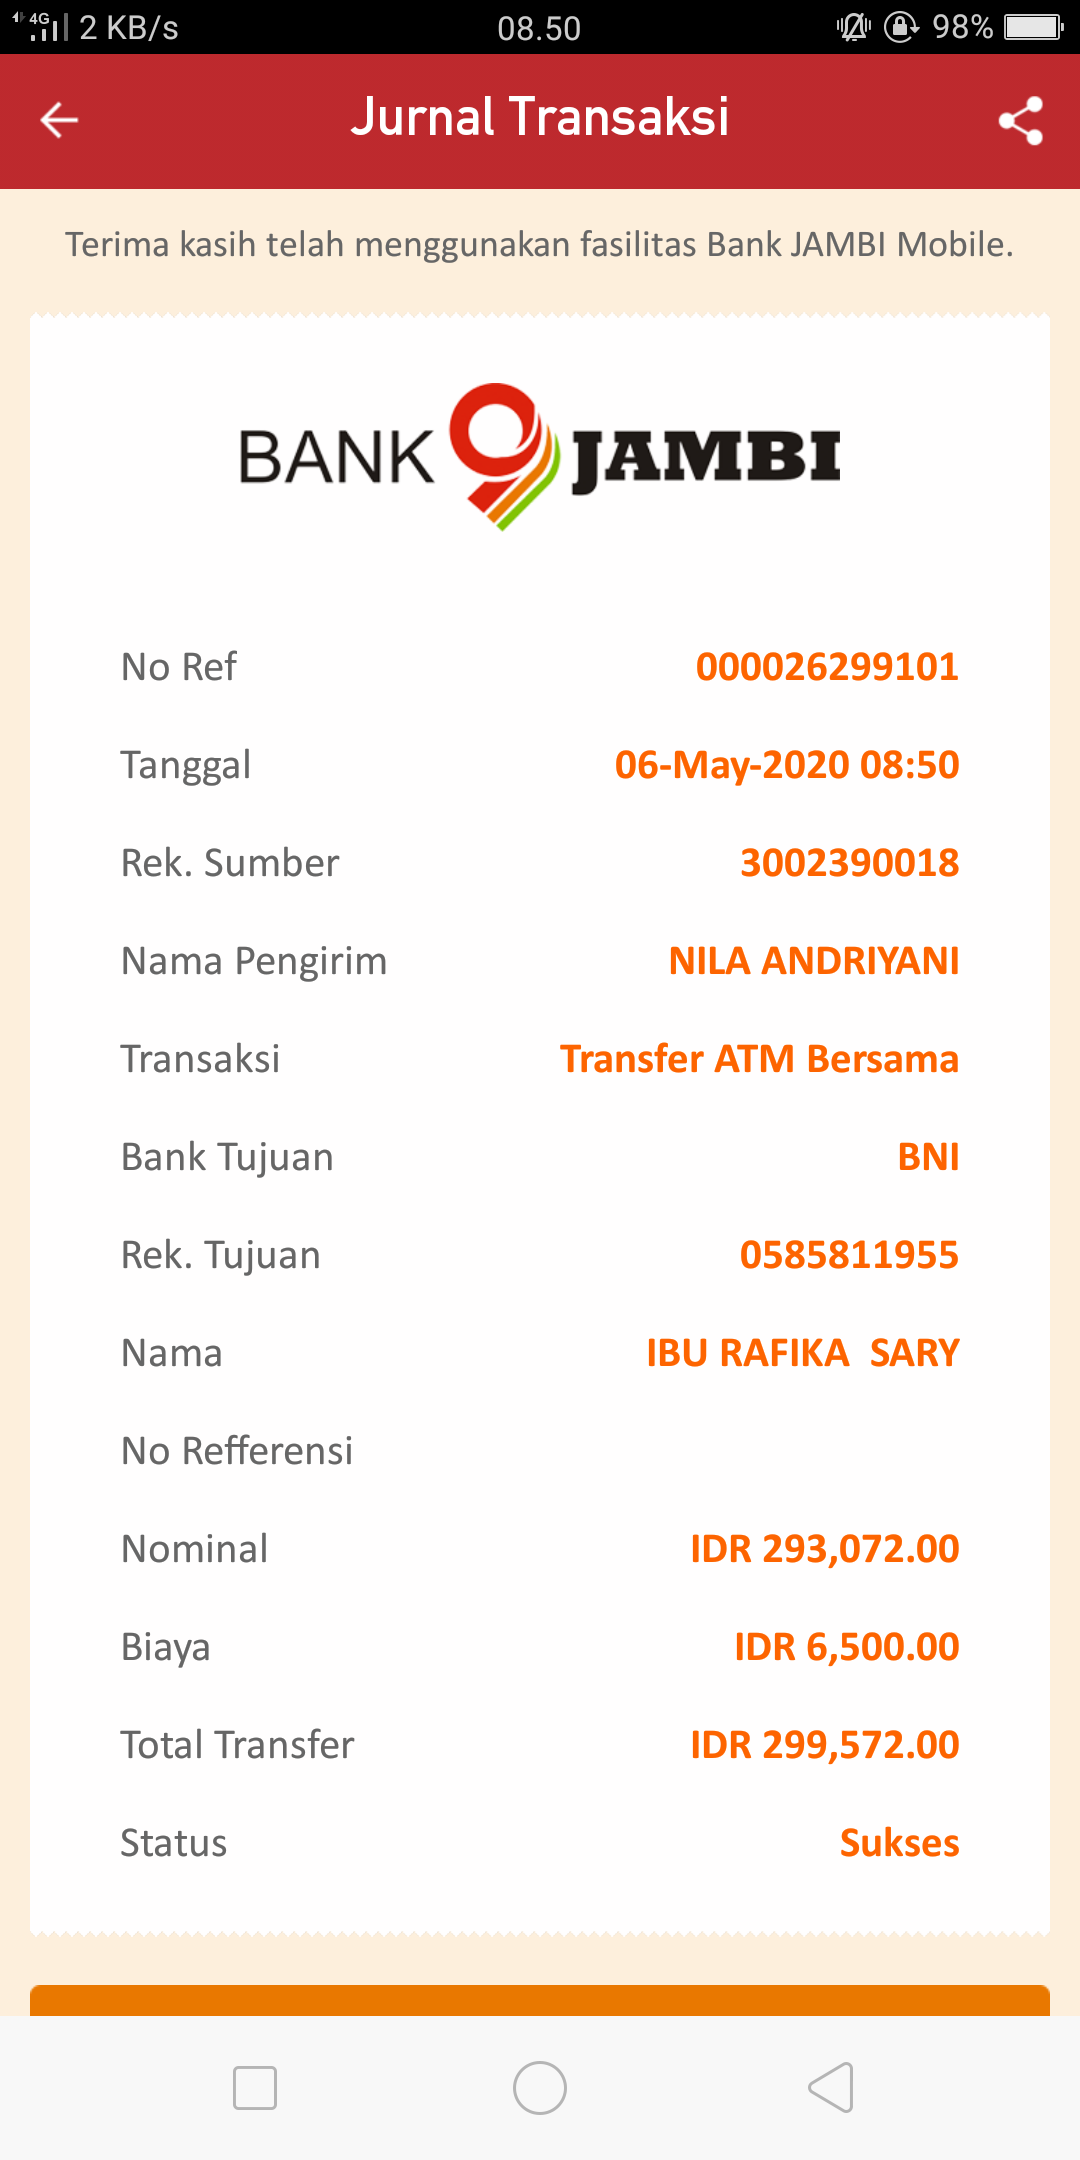 4G 2 KB/s 08.50 98%
Jurnal Transaksi
Terima kasih telah menggunakan fasilitas Bank JAMBI Mobile.
BANK 9 JAMBI
No Ref 000026299101
Tanggal 06-May-2020 08:50
Rek. Sumber 3002390018
Nama Pengirim NILA ANDRIYANI
Transaksi Transfer ATM Bersama
Bank Tujuan BNI
Rek. Tujuan 0585811955
Nama IBU RAFIKA  SARY
No Refferensi
Nominal IDR 293,072.00
Biaya IDR 6,500.00
Total Transfer IDR 299,572.00
Status Sukses